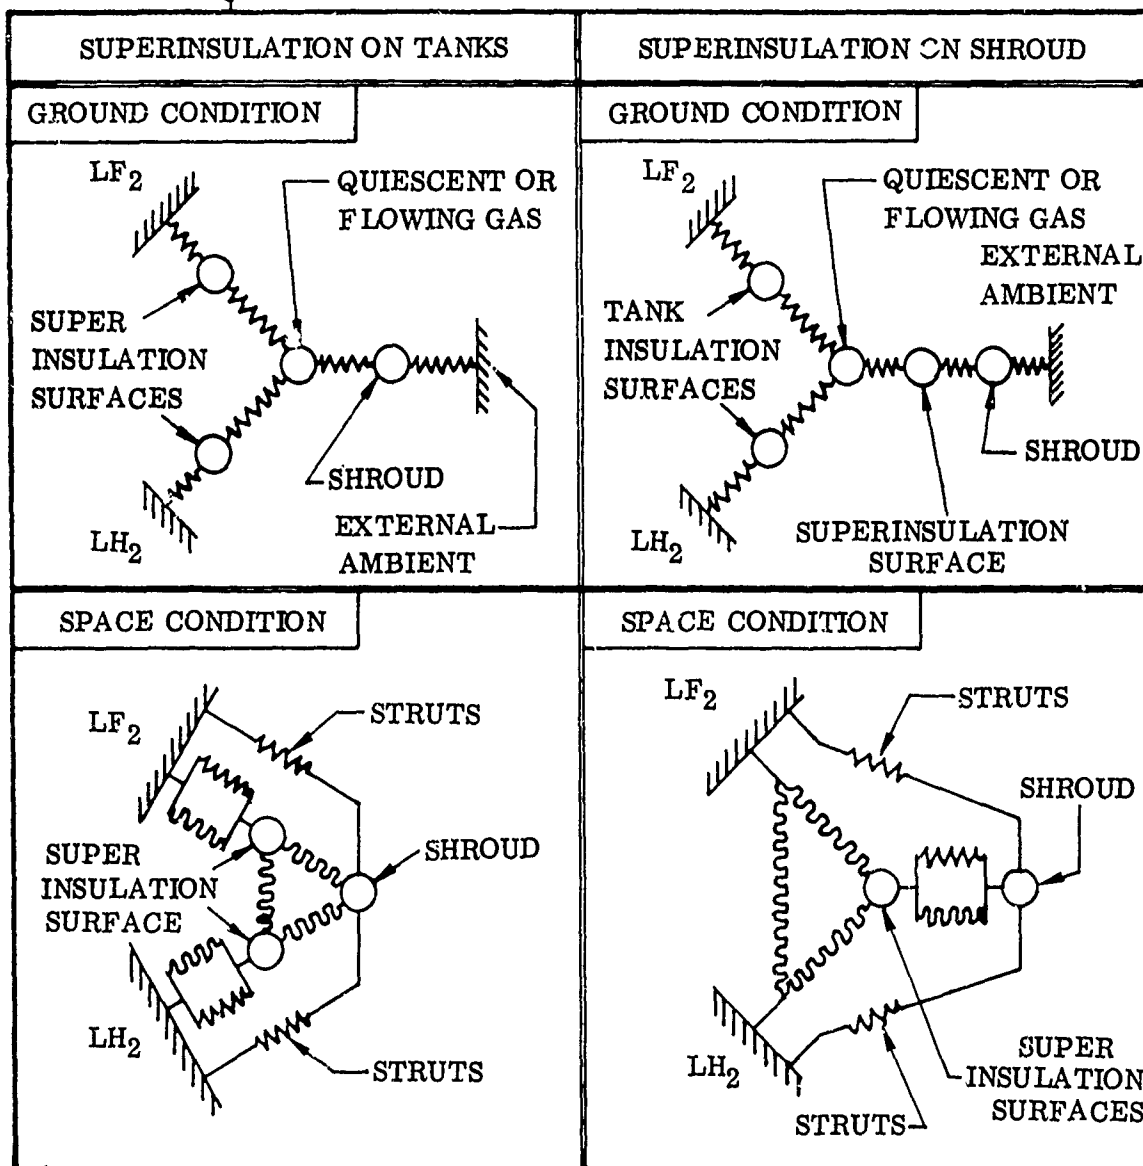 SUPERINSULATION ON TANKS
SUPERINSULATION ON SHROUD
GROUND CONDITION
LF2
QUIESCENT OR
FLOWING GAS
SUPER
INSULATION
SURFACES
SHROUD
EXTERNAL
AMBIENT
LH2
GROUND CONDITION
LF2
QUIESCENT OR
FLOWING GAS
EXTERNAL
AMBIENT
TANK
INSULATION
SURFACES
SHROUD
SUPERINSULATION
SURFACE
LH2
SPACE CONDITION
LF2
STRUTS
SUPER
INSULATION
SURFACE
SHROUD
LH2
STRUTS
SPACE CONDITION
LF2
STRUTS
SHROUD
LH2
SUPER
INSULATION
SURFACES
STRUTS